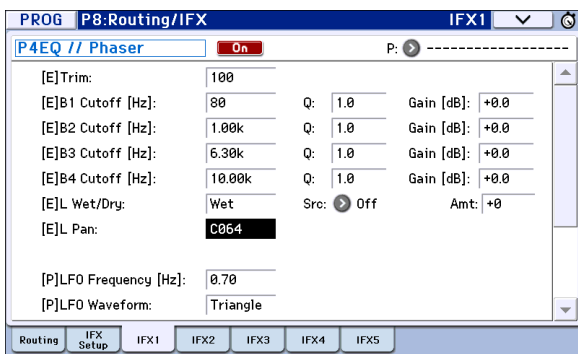 PROG P8:Routing/IFX IFX1
P4EQ // Phaser On P: ------------------
[E]Trim: 100
[E]B1 Cutoff [Hz]: 80 Q: 1.0 Gain [dB]: +0.0
[E]B2 Cutoff [Hz]: 1.00k Q: 1.0 Gain [dB]: +0.0
[E]B3 Cutoff [Hz]: 6.30k Q: 1.0 Gain [dB]: +0.0
[E]B4 Cutoff [Hz]: 10.00k Q: 1.0 Gain [dB]: +0.0
[E]L Wet/Dry: Wet Src: Off Amt: +0
[E]L Pan: C064
[P]LFO Frequency [Hz]: 0.70
[P]LFO Waveform: Triangle
Routing IFX Setup IFX1 IFX2 IFX3 IFX4 IFX5